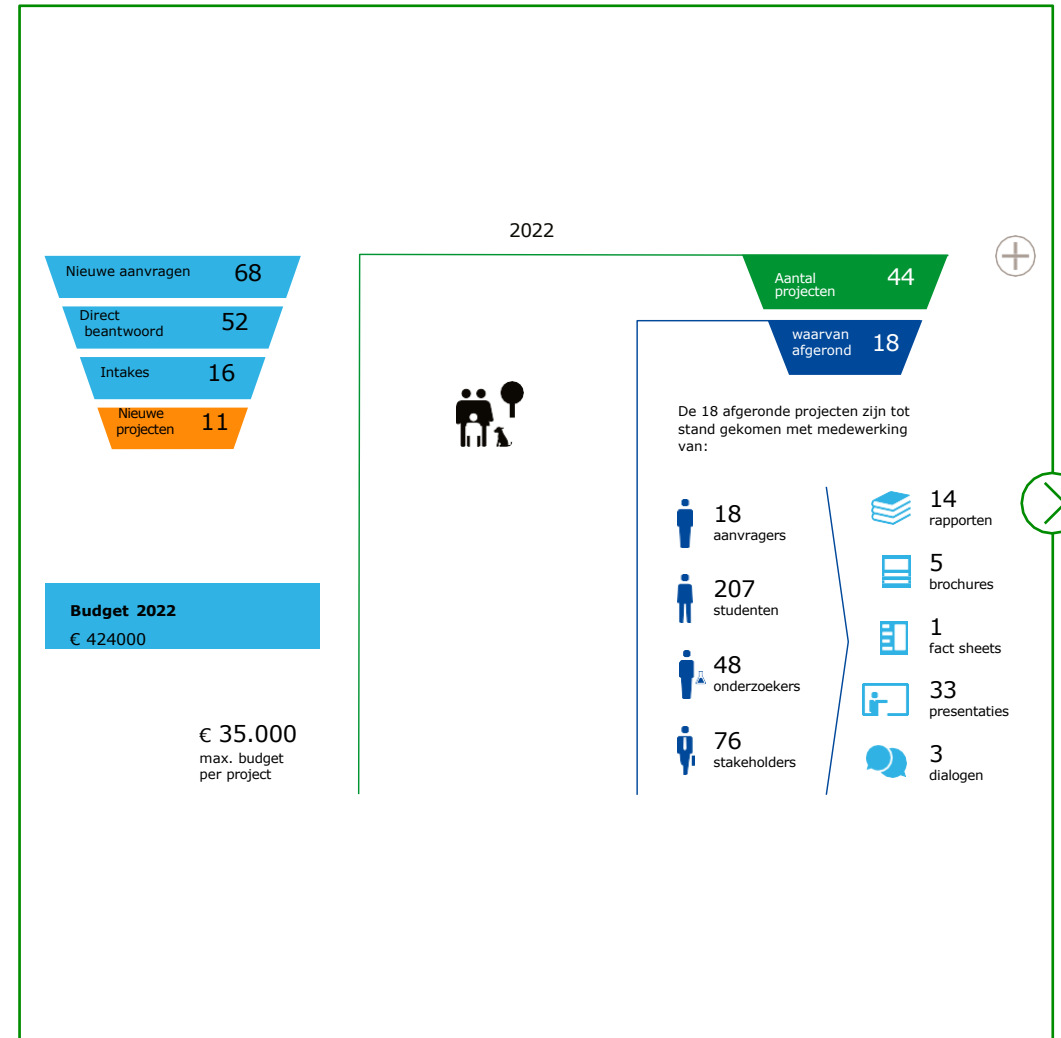 2022
Nieuwe aanvragen 68
Direct
beantwoord 52
Intakes 16
Nieuwe
projecten 11
Budget 2022
€ 424000
€ 35.000
max. budget
per project
Aantal
projecten 44
waarvan
afgerond 18
De 18 afgeronde projecten zijn tot
stand gekomen met medewerking
van:
18
aanvragers
207
studenten
48
onderzoekers
76
stakeholders
14
rapporten
5
brochures
1
fact sheets
33
presentaties
3
dialogen